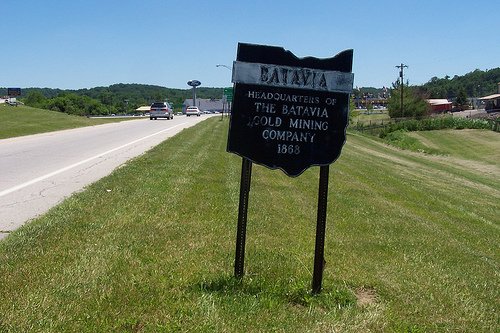 BATAVIA
HEADQUARTERS OF
THE BATAVIA
GOLD MINING
COMPANY
1868